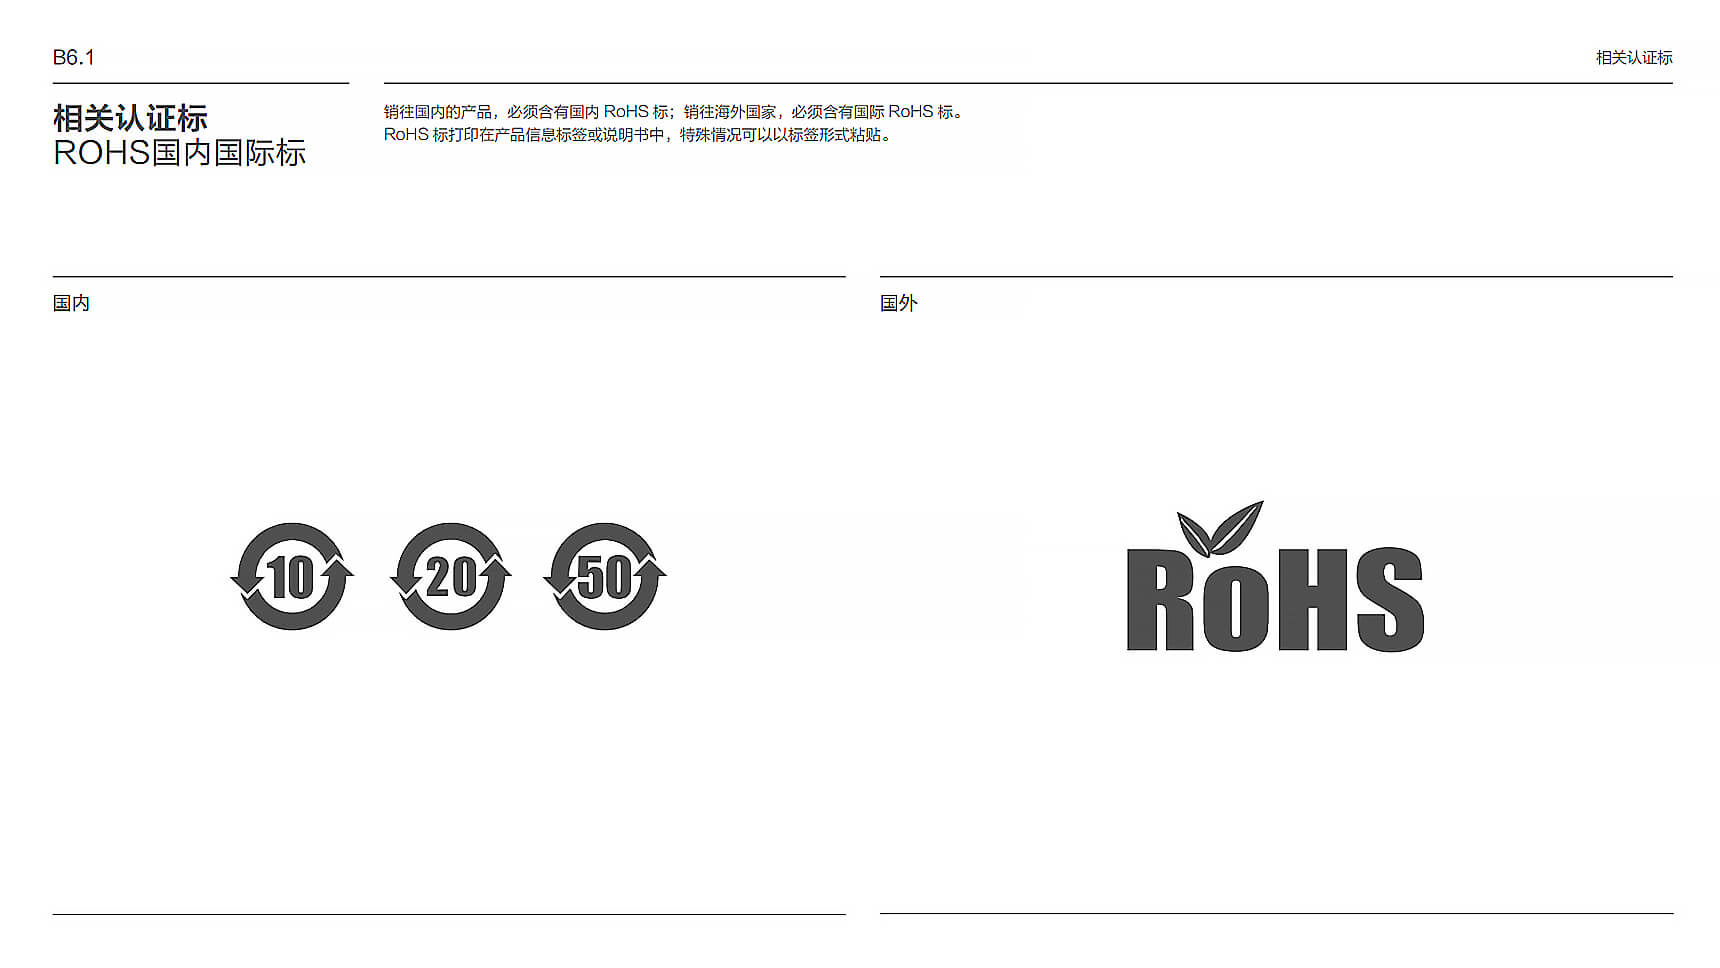 B6.1
相关认证标
相关认证标
ROHS国内国际标
销往国内的产品，必须含有国内 RoHS 标；销往海外国家，必须含有国际 RoHS 标。
RoHS 标打印在产品信息标签或说明书中，特殊情况可以以标签形式粘贴。
国内
国外
10
20
50
RoHS